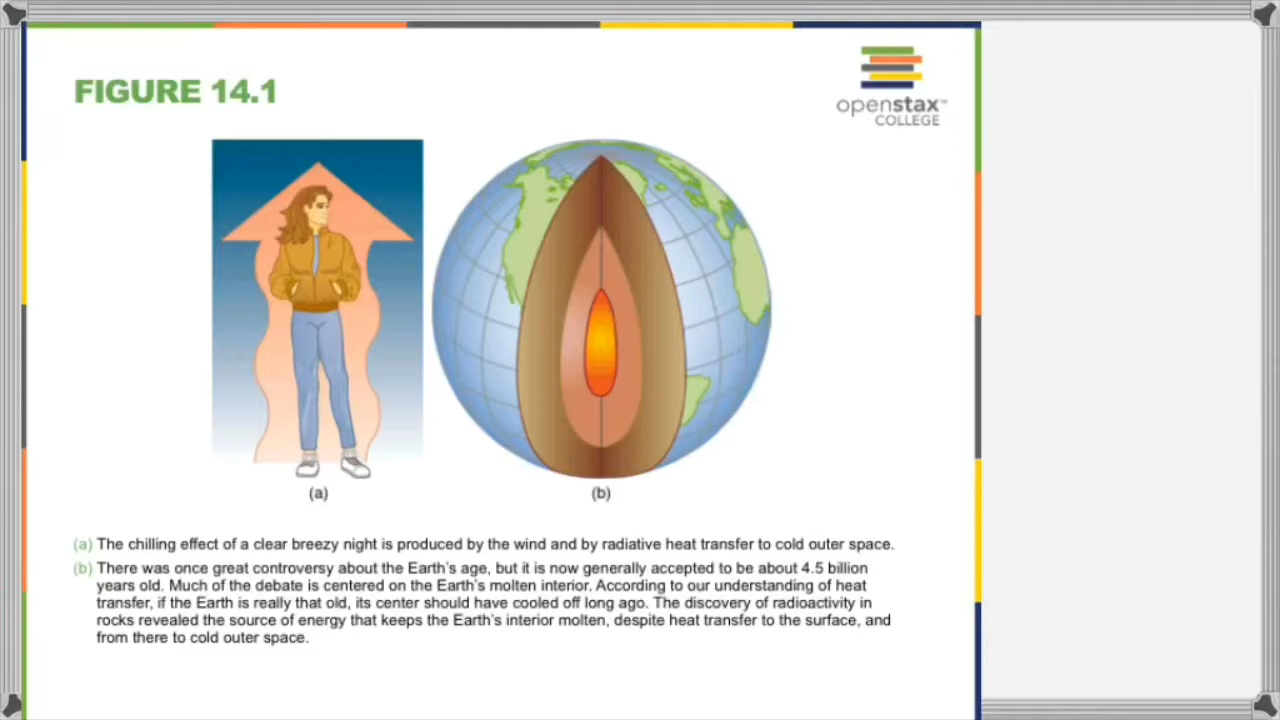 FIGURE 14.1
openstax™
COLLEGE
(a)
(b)
(a) The chilling effect of a clear breezy night is produced by the wind and by radiative heat transfer to cold outer space.
(b) There was once great controversy about the Earth's age, but it is now generally accepted to be about 4.5 billion
years old. Much of the debate is centered on the Earth's molten interior. According to our understanding of heat
transfer, if the Earth is really that old, its center should have cooled off long ago. The discovery of radioactivity in
rocks revealed the source of energy that keeps the Earth's interior molten, despite heat transfer to the surface, and
from there to cold outer space.